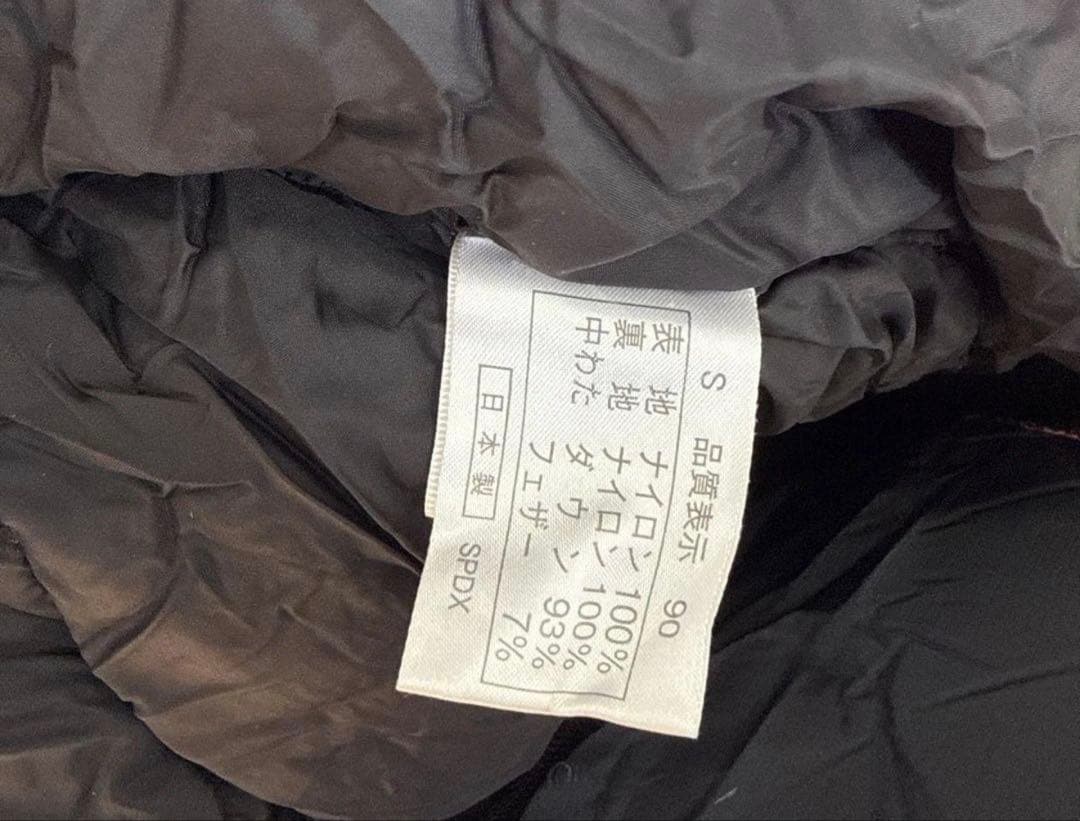 S 品質表示 90
表 地 ナイロン 100%
裏 地 ナイロン 100%
中わた ダウン 93%
フェザー 7%
日本製 SPDX